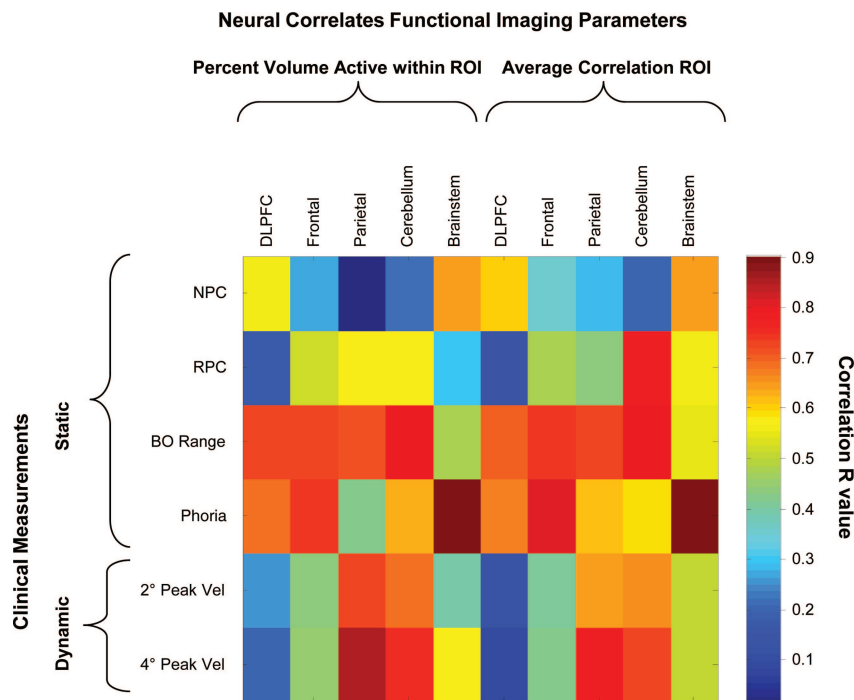 Neural Correlates Functional Imaging Parameters
Percent Volume Active within ROI
Average Correlation ROI
DLPFC
Frontal
Parietal
Cerebellum
Brainstem
DLPFC
Frontal
Parietal
Cerebellum
Brainstem
Clinical Measurements
Static
Dynamic
NPC
RPC
BO Range
Phoria
2° Peak Vel
4° Peak Vel
0.9
0.8
0.7
0.6
0.5
0.4
0.3
0.2
0.1
Correlation R value